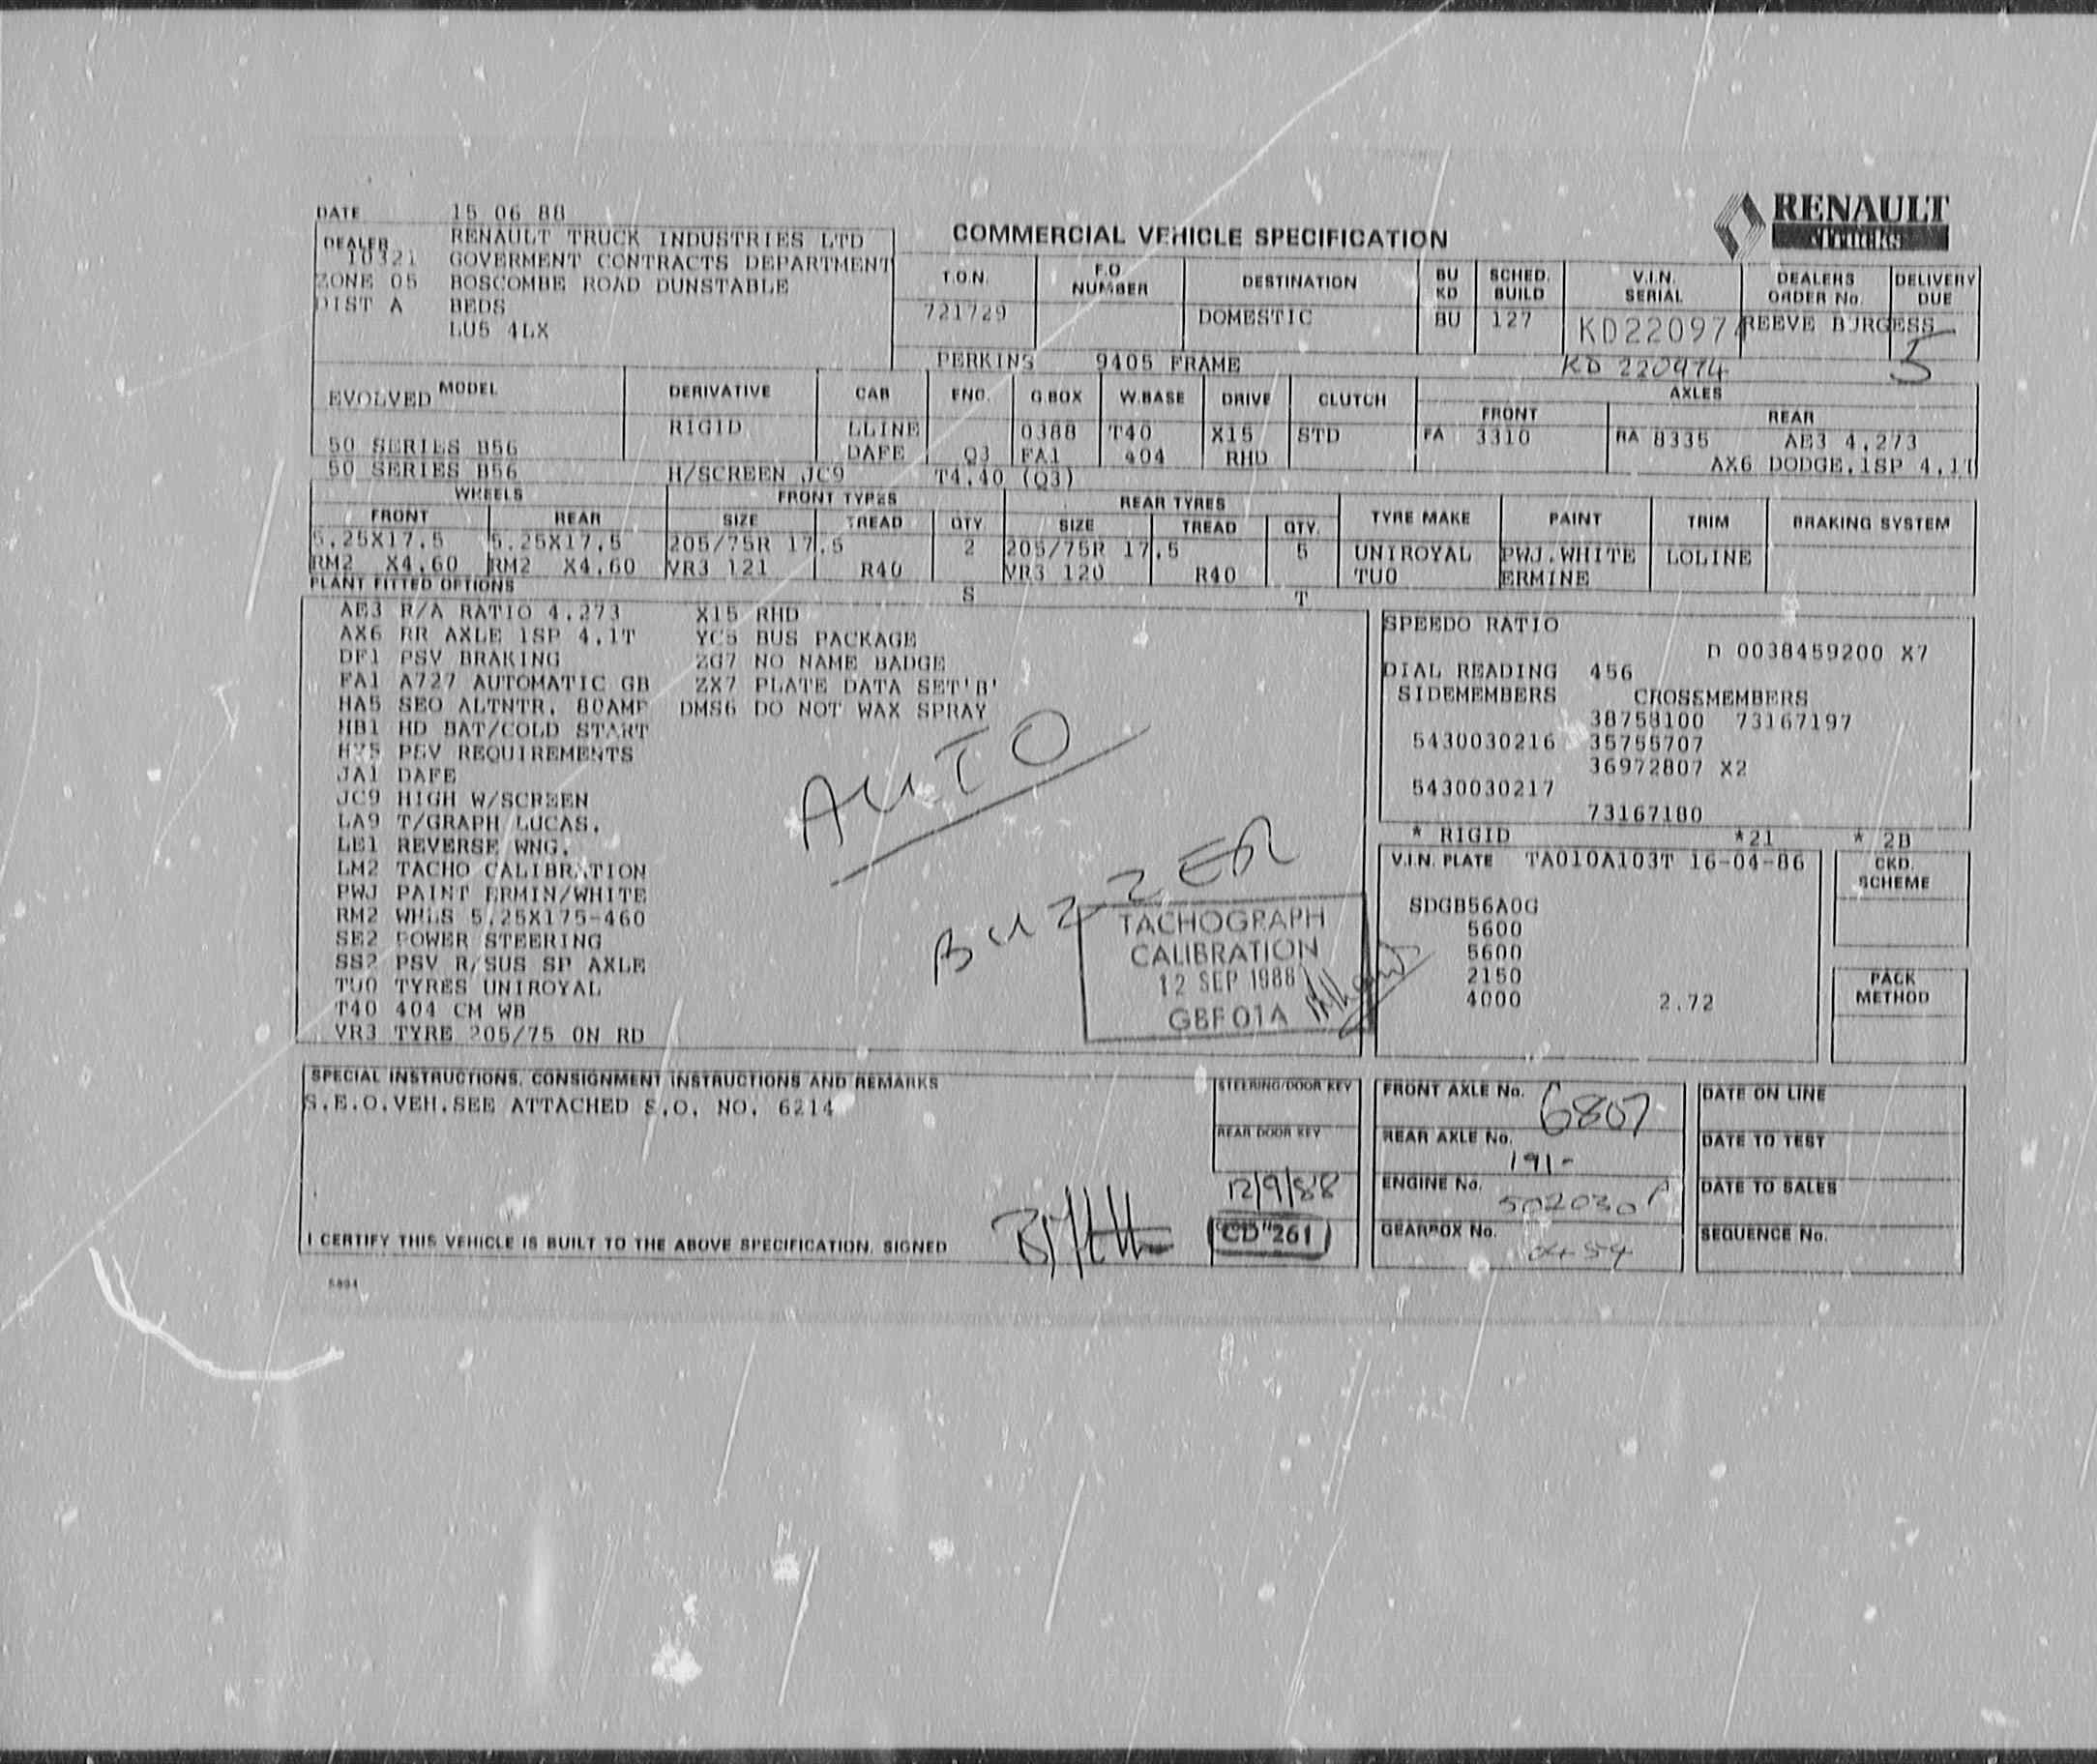 DATE 15 06 88
RENAULT
TRUCKS
DEALER RENAULT TRUCK INDUSTRIES LTD
10321 GOVERMENT CONTRACTS DEPARTMENT
ZONE 05 BOSCOMBE ROAD DUNSTABLE
DIST A BEDS
LU5 4LX
COMMERCIAL VEHICLE SPECIFICATION
T.O.N. F.O NUMBER DESTINATION BU KD SCHED. BUILD V.I.N. SERIAL DEALERS ORDER No. DELIVERY DUE
721729 DOMESTIC BU 127 KD22097 REEVE BURGESS 5
PERKINS 9405 FRAME KD 220974
MODEL DERIVATIVE CAB ENG. G.BOX W.BASE DRIVE CLUTCH AXLES
FRONT REAR
EVOLVED RIGID LLINE 0388 T40 X15 STD FA 3310 RA 8335 AE3 4.273
50 SERIES B56 DAFE Q3 FA1 404 RHD AX6 DODGE.1SP 4.1T
50 SERIES B56 H/SCREEN JC9 T4.40 (Q3)
WHEELS FRONT TYRES REAR TYRES TYRE MAKE PAINT TRIM BRAKING SYSTEM
FRONT REAR SIZE TREAD QTY SIZE TREAD QTY.
5.25X17.5 5.25X17.5 205/75R 17.5 2 205/75R 17.5 5 UNIROYAL PWJ.WHITE LOLINE
RM2 X4.60 RM2 X4.60 VR3 121 R40 VR3 120 R40 TU0 ERMINE
PLANT FITTED OPTIONS S T
AE3 R/A RATIO 4.273 X15 RHD
AX6 RR AXLE 1SP 4.1T YC5 BUS PACKAGE
DF1 PSV BRAKING ZG7 NO NAME BADGE
FA1 A727 AUTOMATIC GB ZX7 PLATE DATA SET'B'
HA5 SEO ALTNTR. 80AMP DMS6 DO NOT WAX SPRAY
HB1 HD BAT/COLD START
PSV REQUIREMENTS
JA1 DAFE
JC9 HIGH W/SCREEN
LA9 T/GRAPH LUCAS.
LE1 REVERSE WNG.
LM2 TACHO CALIBRATION
PWJ PAINT ERMIN/WHITE
RM2 WHLS 5.25X175-460
SE2 POWER STEERING
SS2 PSV R/SUS SP AXLE
TU0 TYRES UNIROYAL
T40 404 CM WB
VR3 TYRE 205/75 ON RD
AUTO
BUZZER
TACHOGRAPH
CALIBRATION
12 SEP 1988
GBF01A
SPEEDO RATIO
D 0038459200 X7
DIAL READING 456
SIDEMEMBERS CROSSMEMBERS
38758100 73167197
5430030216 35755707
36972807 X2
5430030217
73167180
* RIGID *21 * 2B
V.I.N. PLATE TA010A103T 16-04-86
SDGB56A0G
5600
5600
2150
4000 2.72
CKD. SCHEME
PACK METHOD
SPECIAL INSTRUCTIONS, CONSIGNMENT INSTRUCTIONS AND REMARKS
S.E.O.VEH.SEE ATTACHED S.O. NO. 6214
I CERTIFY THIS VEHICLE IS BUILT TO THE ABOVE SPECIFICATION. SIGNED
STEERING/DOOR KEY
REAR DOOR KEY
12/9/88
CD 261
FRONT AXLE No. 6807
REAR AXLE No. 191-
ENGINE No. 502030P
GEARBOX No.
DATE ON LINE
DATE TO TEST
DATE TO SALES
SEQUENCE No.